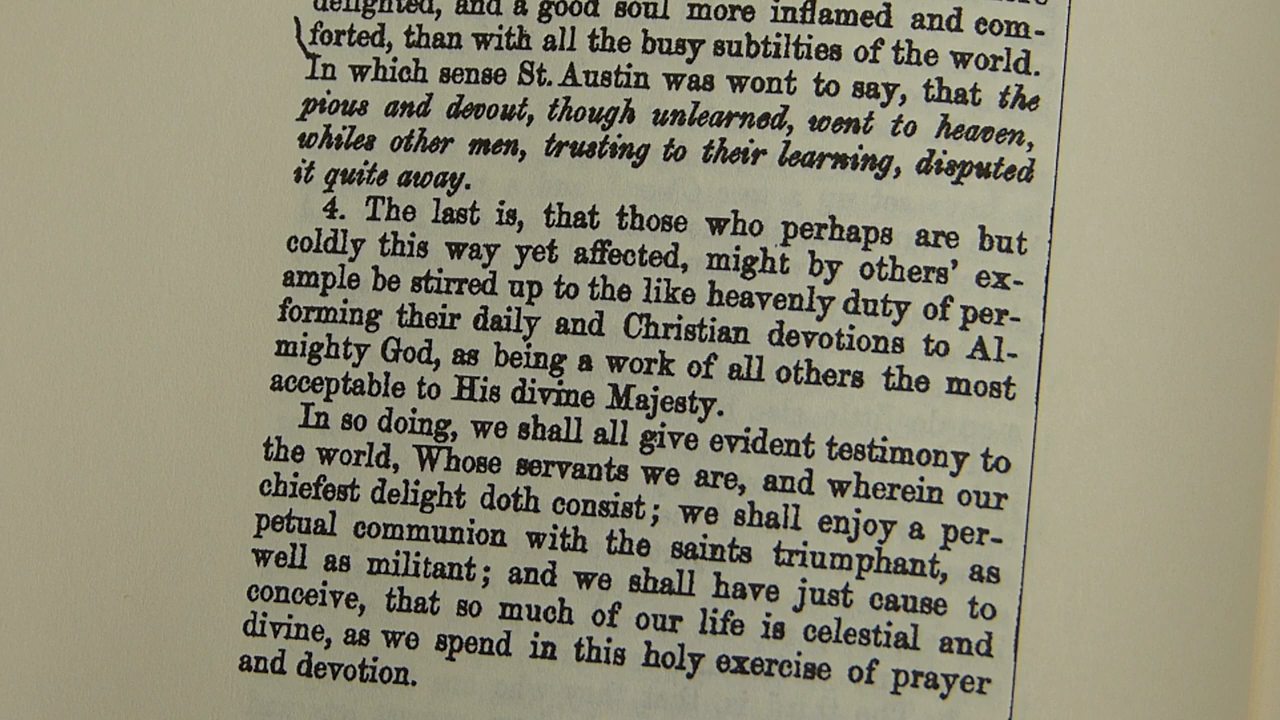 delighted, and a good soul more inflamed and com-
forted, than with all the busy subtilties of the world.
In which sense St. Austin was wont to say, that the
pious and devout, though unlearned, went to heaven,
whiles other men, trusting to their learning, disputed
it quite away.
4. The last is, that those who perhaps are but
coldly this way yet affected, might by others' ex-
ample be stirred up to the like heavenly duty of per-
forming their daily and Christian devotions to Al-
mighty God, as being a work of all others the most
acceptable to His divine Majesty.
In so doing, we shall all give evident testimony to
the world, Whose servants we are, and wherein our
chiefest delight doth consist; we shall enjoy a per-
petual communion with the saints triumphant, as
well as militant; and we shall have just cause to
conceive, that so much of our life is celestial and
divine, as we spend in this holy exercise of prayer
and devotion.